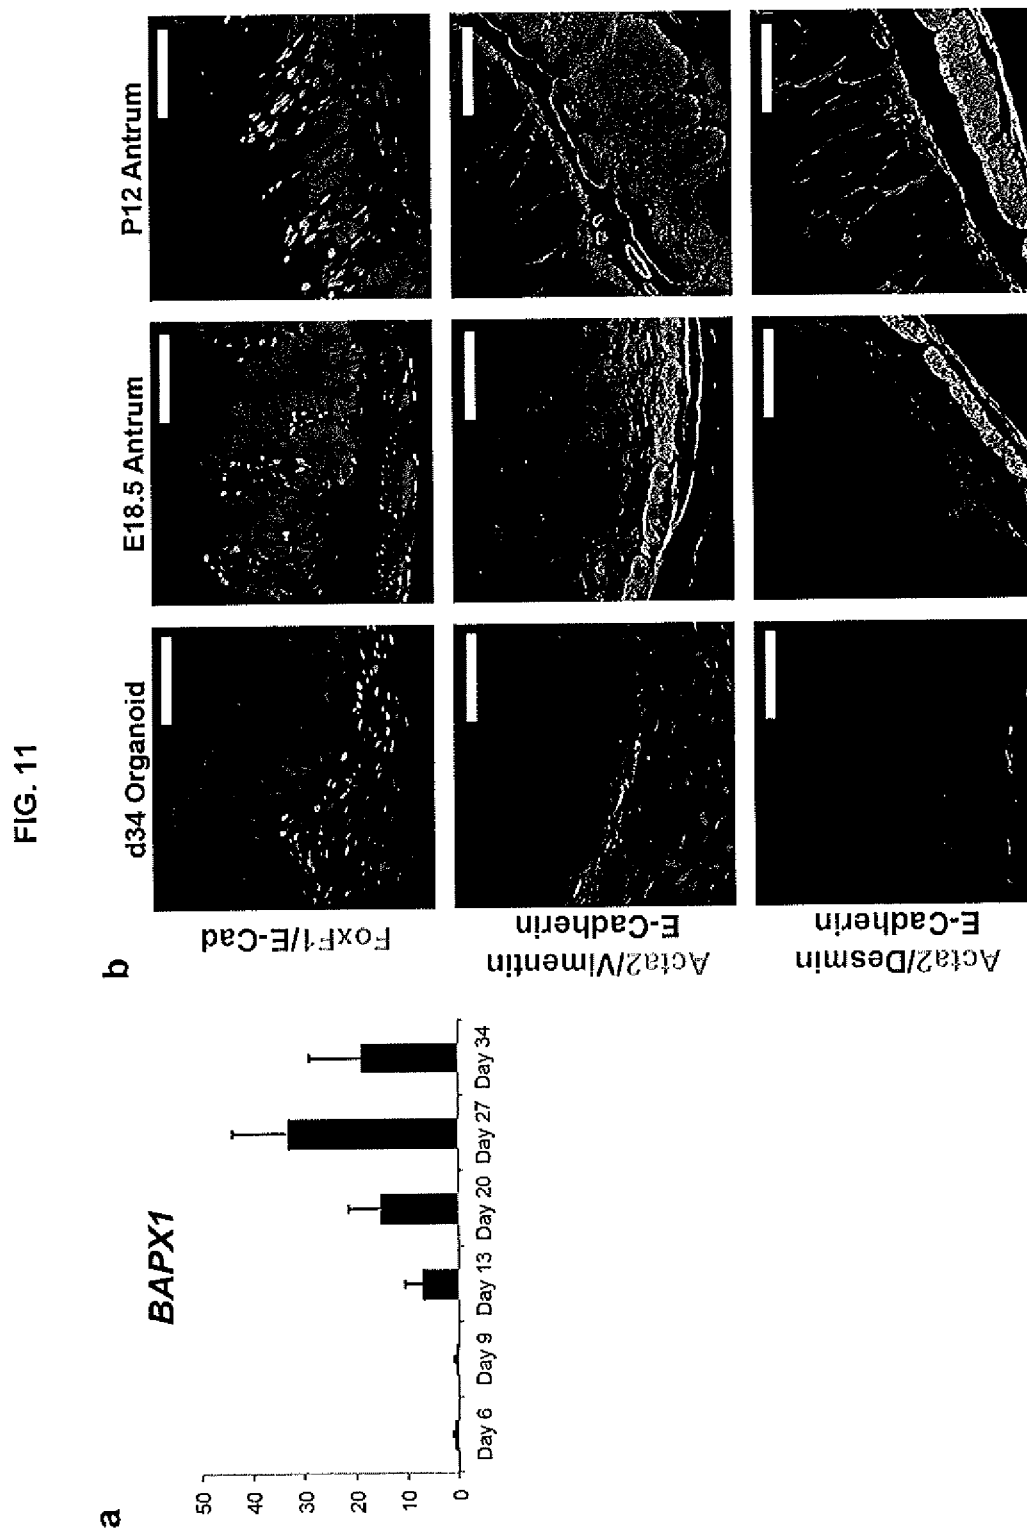 FIG. 11
a
BAPX1
50
40
30
20
10
0
Day 6 Day 9 Day 13 Day 20 Day 27 Day 34
b
d34 Organoid E18.5 Antrum P12 Antrum
FoxF1/E-Cad
Acta2/Vimentin
E-Cadherin
Acta2/Desmin
E-Cadherin